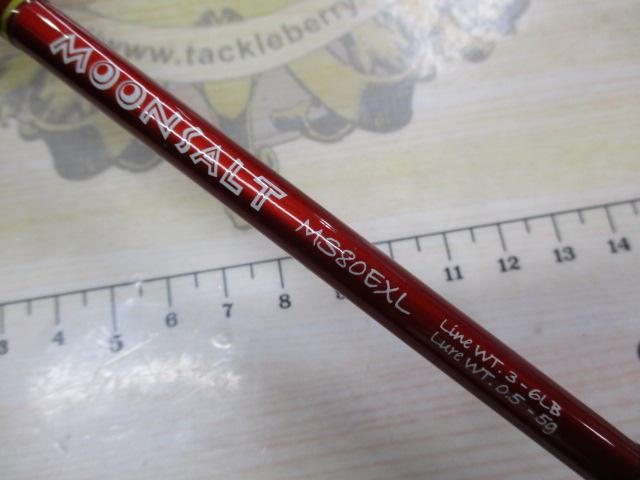 www.tackleberry
MOONSALT MS80EXL
Line WT. 3-6LB
Lure WT. 0.5-5g
3 4 5 6 7 8 9 11 12 13 14